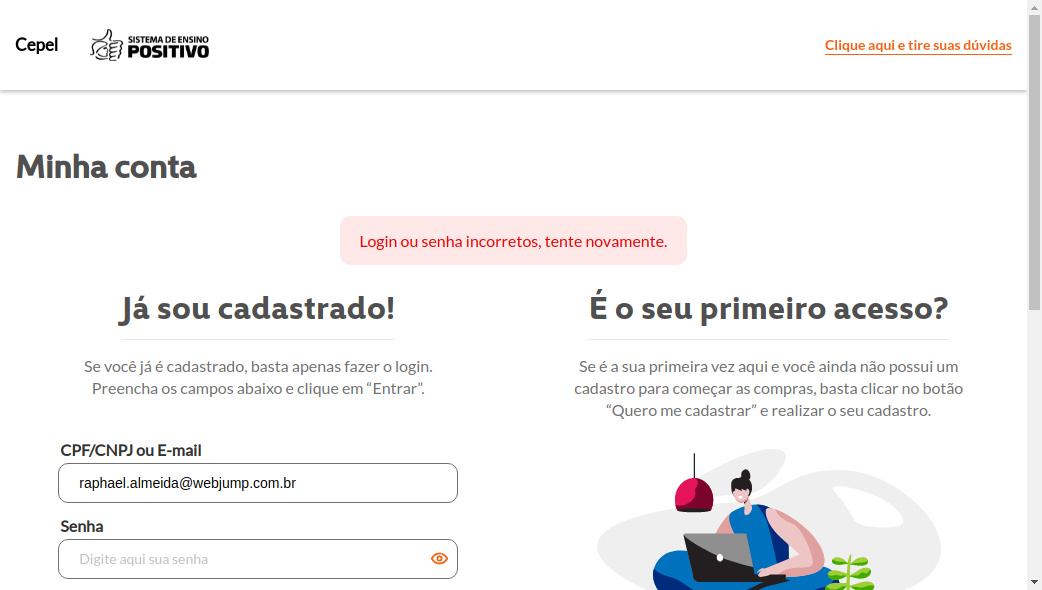 Cepel
SISTEMA DE ENSINO
POSITIVO
Clique aqui e tire suas dúvidas
Minha conta
Login ou senha incorretos, tente novamente.
Já sou cadastrado!
Se você já é cadastrado, basta apenas fazer o login.
Preencha os campos abaixo e clique em “Entrar”.
CPF/CNPJ ou E-mail
raphael.almeida@webjump.com.br
Senha
Digite aqui sua senha
É o seu primeiro acesso?
Se é a sua primeira vez aqui e você ainda não possui um
cadastro para começar as compras, basta clicar no botão
“Quero me cadastrar” e realizar o seu cadastro.